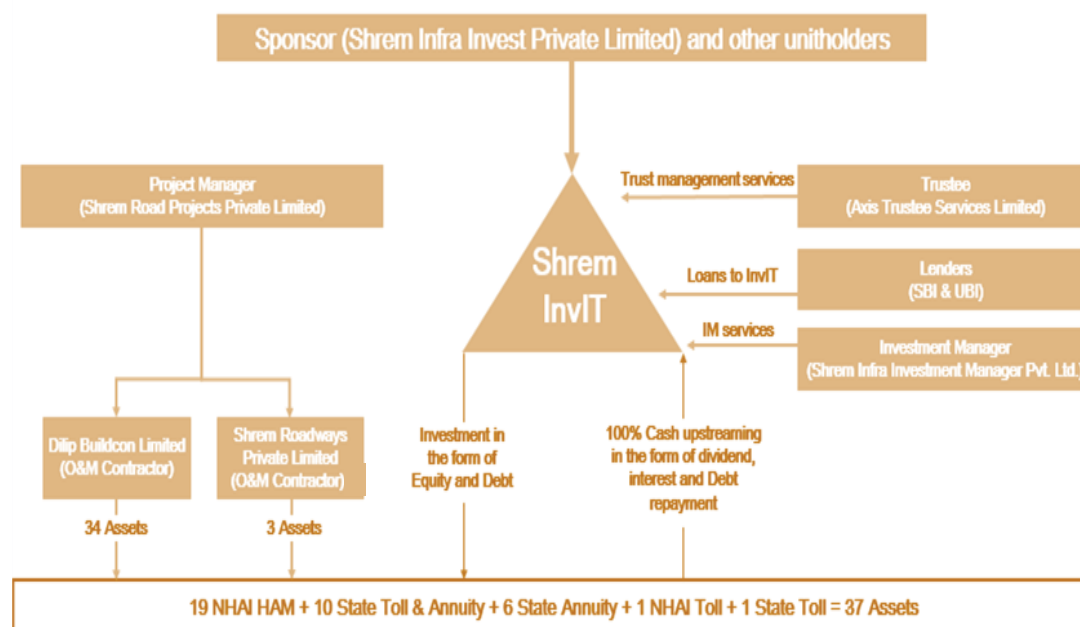 Sponsor (Shrem Infra Invest Private Limited) and other unitholders
Project Manager
(Shrem Road Projects Private Limited)
Trust management services
Trustee
(Axis Trustee Services Limited)
Shrem
InvIT
Loans to InvIT
Lenders
(SBI & UBI)
IM services
Investment Manager
(Shrem Infra Investment Manager Pvt. Ltd.)
Dilip Buildcon Limited
(O&M Contractor)
Shrem Roadways
Private Limited
(O&M Contractor)
Investment in
the form of
Equity and Debt
100% Cash upstreaming
in the form of dividend,
interest and Debt
repayment
34 Assets
3 Assets
19 NHAI HAM + 10 State Toll & Annuity + 6 State Annuity + 1 NHAI Toll + 1 State Toll = 37 Assets